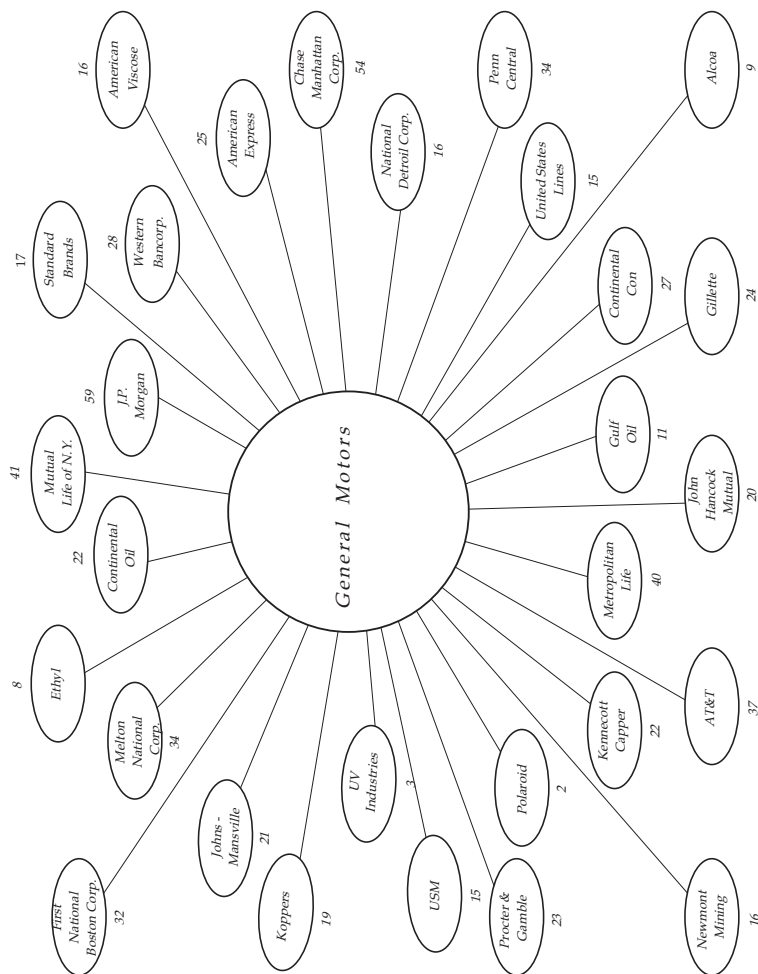 First
National
Boston Corp.
32
8
Ethyl
41
Mutual
Life of N.Y.
17
Standard
Brands
16
American
Viscose
Melton
National
Corp.
34
22
Continental
Oil
59
J.P.
Morgan
28
Western
Bancorp.
Johns -
Mansville
21
25
American
Express
Koppers
19
Chase
Manhattan
Corp.
54
UV
Industries
3
General Motors
National
Detroil Corp.
16
USM
15
Procter &
Gamble
23
Polaroid
2
Penn
Central
34
United States
Lines
15
Kennecott
Capper
22
Metropolitan
Life
40
Gulf
Oil
11
Continental
Con
27
Newmont
Mining
16
AT&T
37
John
Hancock
Mutual
20
Gillette
24
Alcoa
9